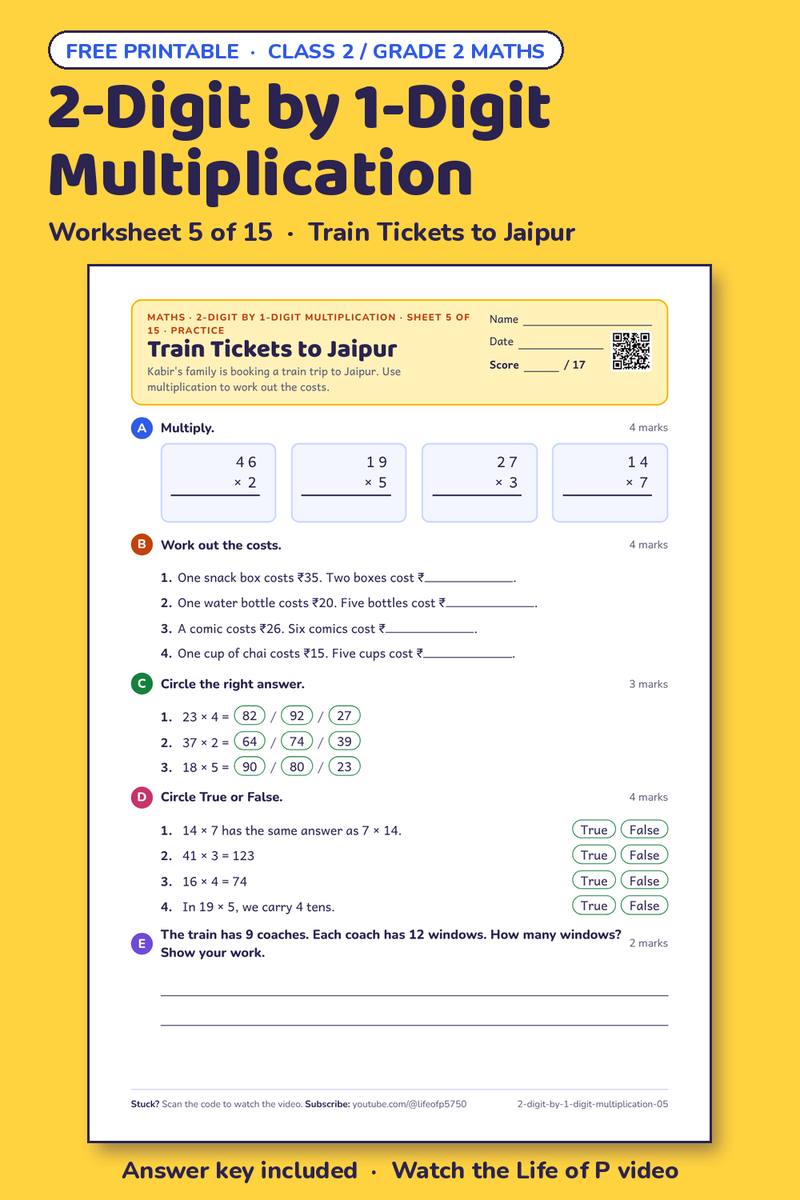 FREE PRINTABLE · CLASS 2 / GRADE 2 MATHS
2-Digit by 1-Digit
Multiplication
Worksheet 5 of 15 · Train Tickets to Jaipur
MATHS · 2-DIGIT BY 1-DIGIT MULTIPLICATION · SHEET 5 OF
15 · PRACTICE
Train Tickets to Jaipur
Kabir's family is booking a train trip to Jaipur. Use
multiplication to work out the costs.
Name ____________
Date ____________
Score ______ / 17
A Multiply. 4 marks
46 19 27 14
× 2 × 5 × 3 × 7
B Work out the costs. 4 marks
1. One snack box costs ₹35. Two boxes cost ₹____________.
2. One water bottle costs ₹20. Five bottles cost ₹____________.
3. A comic costs ₹26. Six comics cost ₹____________.
4. One cup of chai costs ₹15. Five cups cost ₹____________.
C Circle the right answer. 3 marks
1. 23 × 4 = 82 / 92 / 27
2. 37 × 2 = 64 / 74 / 39
3. 18 × 5 = 90 / 80 / 23
D Circle True or False. 4 marks
1. 14 × 7 has the same answer as 7 × 14. True False
2. 41 × 3 = 123 True False
3. 16 × 4 = 74 True False
4. In 19 × 5, we carry 4 tens. True False
E The train has 9 coaches. Each coach has 12 windows. How many windows? 2 marks
Show your work.
Stuck? Scan the code to watch the video. Subscribe: youtube.com/@lifeofp5750 2-digit-by-1-digit-multiplication-05
Answer key included · Watch the Life of P video